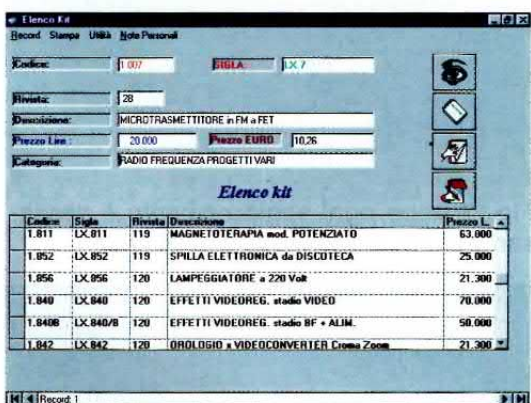 Elenco Kit
Record Stampa Utilità Note Personali
Codice: 1.007 SIGLA: LX.7
Rivista: 28
Descrizione: MICROTRASMETTITORE in FM a FET
Prezzo Lire : 20.000 Prezzo EURO 10,26
Categoria: RADIO FREQUENZA PROGETTI VARI
Elenco kit
Codice Sigla Rivista Descrizione Prezzo L.
1.811 LX.811 119 MAGNETOTERAPIA mod. POTENZIATO 63.000
1.852 LX.852 119 SPILLA ELETTRONICA da DISCOTECA 25.000
1.856 LX.856 120 LAMPEGGIATORE a 220 Volt 21.300
1.840 LX.840 120 EFFETTI VIDEOREG. stadio VIDEO 70.000
1.840B LX.840/B 120 EFFETTI VIDEOREG. stadio BF + ALIM. 50.000
1.842 LX.842 120 OROLOGIO x VIDEOCONVERTER Croma Zoom 21.300
Record: 1